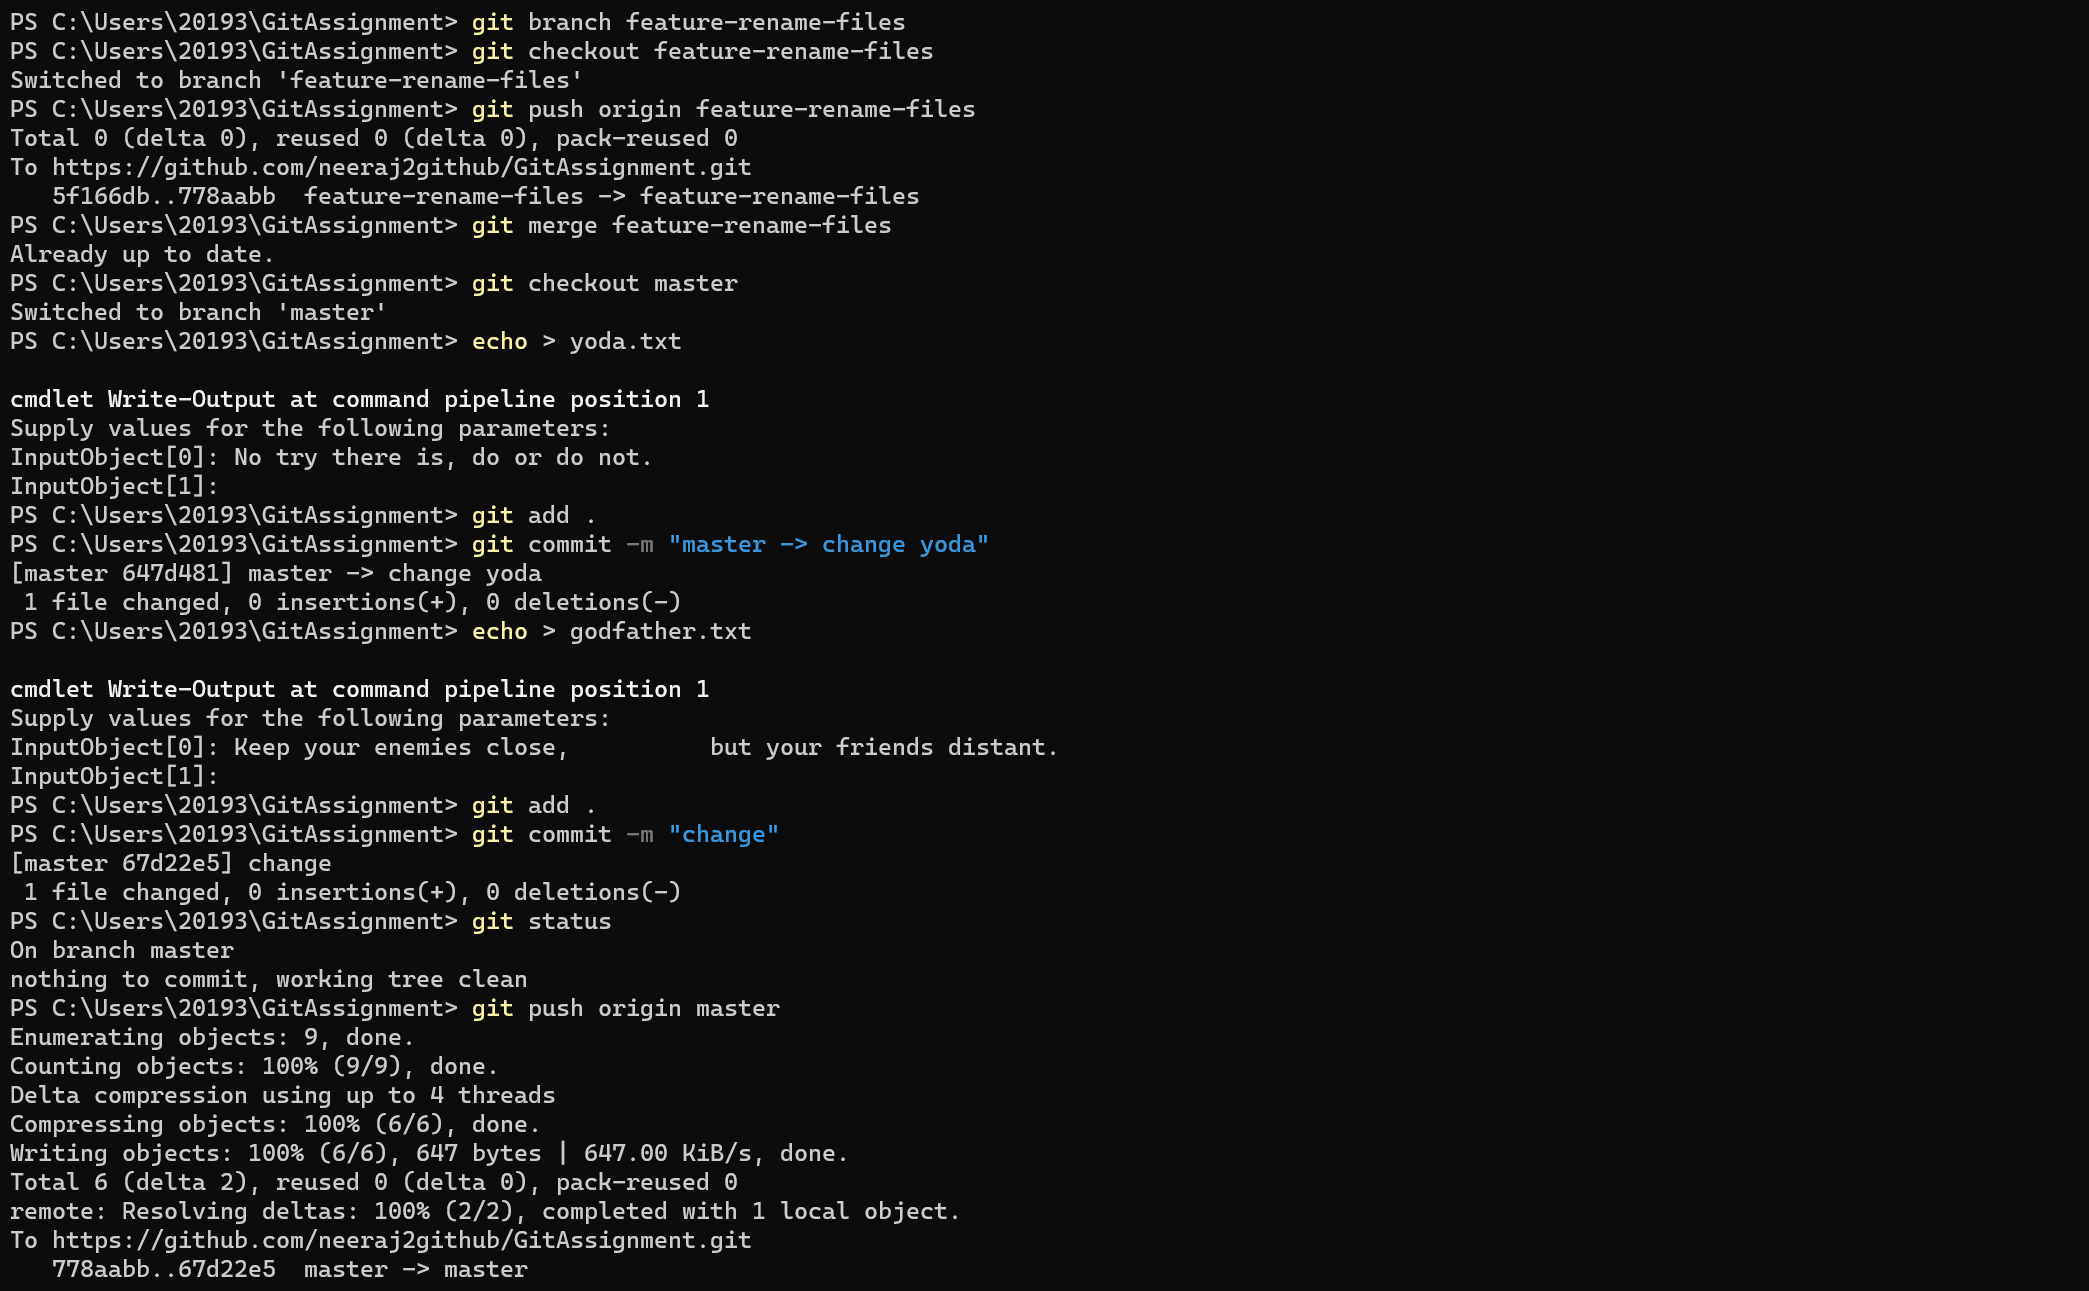 PS C:\Users\20193\GitAssignment> git branch feature-rename-files
PS C:\Users\20193\GitAssignment> git checkout feature-rename-files
Switched to branch 'feature-rename-files'
PS C:\Users\20193\GitAssignment> git push origin feature-rename-files
Total 0 (delta 0), reused 0 (delta 0), pack-reused 0
To https://github.com/neeraj2github/GitAssignment.git
   5f166db..778aabb  feature-rename-files -> feature-rename-files
PS C:\Users\20193\GitAssignment> git merge feature-rename-files
Already up to date.
PS C:\Users\20193\GitAssignment> git checkout master
Switched to branch 'master'
PS C:\Users\20193\GitAssignment> echo > yoda.txt
cmdlet Write-Output at command pipeline position 1
Supply values for the following parameters:
InputObject[0]: No try there is, do or do not.
InputObject[1]:
PS C:\Users\20193\GitAssignment> git add .
PS C:\Users\20193\GitAssignment> git commit -m "master -> change yoda"
[master 647d481] master -> change yoda
 1 file changed, 0 insertions(+), 0 deletions(-)
PS C:\Users\20193\GitAssignment> echo > godfather.txt
cmdlet Write-Output at command pipeline position 1
Supply values for the following parameters:
InputObject[0]: Keep your enemies close,          but your friends distant.
InputObject[1]:
PS C:\Users\20193\GitAssignment> git add .
PS C:\Users\20193\GitAssignment> git commit -m "change"
[master 67d22e5] change
 1 file changed, 0 insertions(+), 0 deletions(-)
PS C:\Users\20193\GitAssignment> git status
On branch master
nothing to commit, working tree clean
PS C:\Users\20193\GitAssignment> git push origin master
Enumerating objects: 9, done.
Counting objects: 100% (9/9), done.
Delta compression using up to 4 threads
Compressing objects: 100% (6/6), done.
Writing objects: 100% (6/6), 647 bytes | 647.00 KiB/s, done.
Total 6 (delta 2), reused 0 (delta 0), pack-reused 0
remote: Resolving deltas: 100% (2/2), completed with 1 local object.
To https://github.com/neeraj2github/GitAssignment.git
   778aabb..67d22e5  master -> master